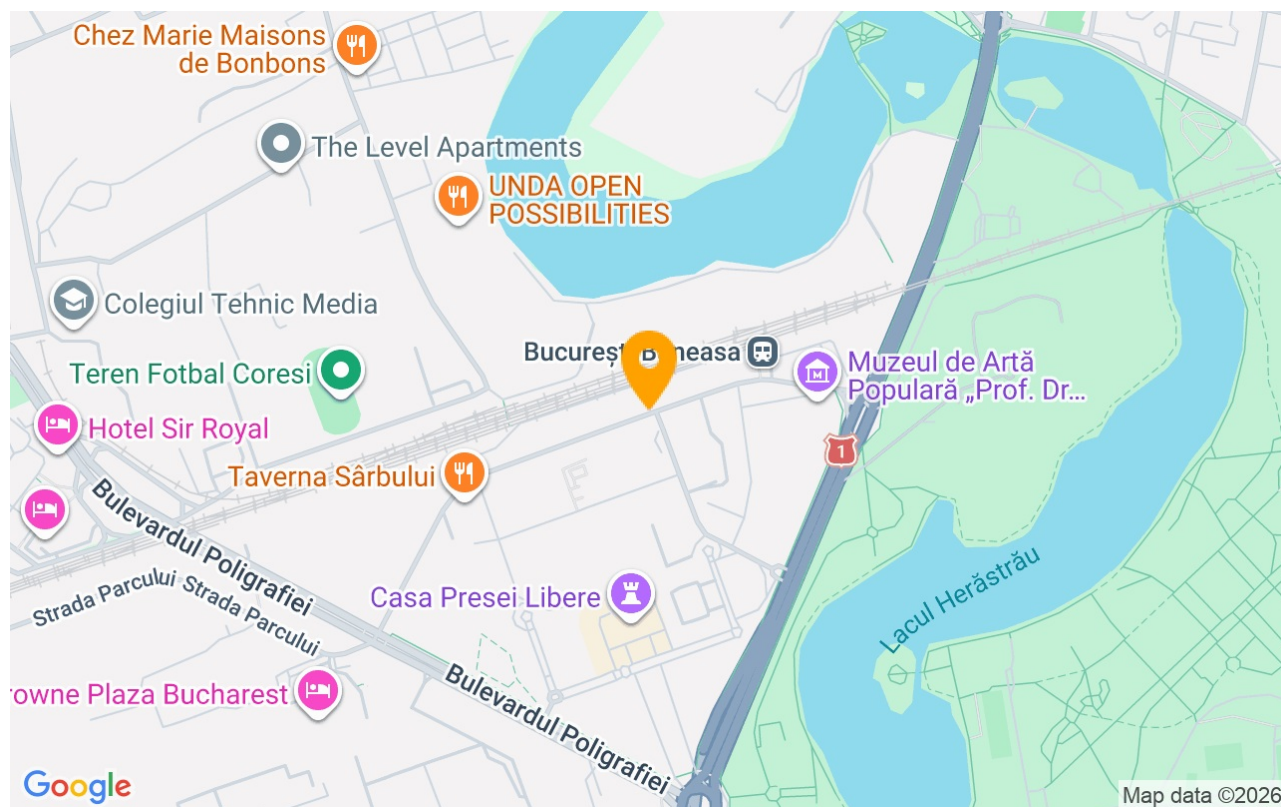 Chez Marie Maisons
de Bonbons
The Level Apartments
UNDA OPEN
POSSIBILITIES
Colegiul Tehnic Media
Teren Fotbal Coresi
Hotel Sir Royal
Taverna Sârbului
Muzeul de Artă
Populară „Prof. Dr...
1
Bulevardul Poligrafiei
Strada Parcului
Strada Parcului
Casa Presei Libere
Lacul Herăstrău
rowne Plaza Bucharest
Bulevardul Poligrafiei
Google
Map data ©2026